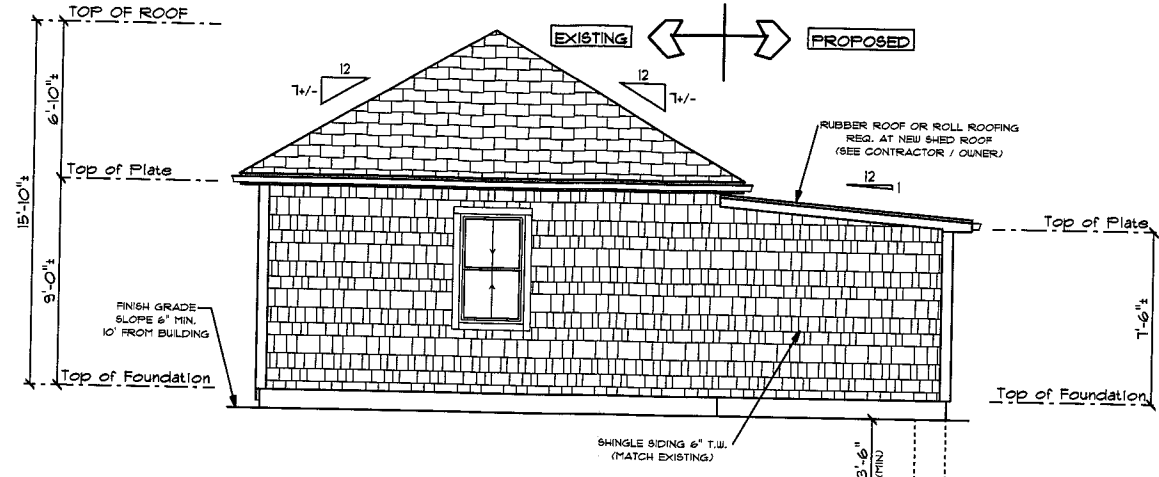 TOP OF ROOF
EXISTING
PROPOSED
12
7+/-
12
7+/-
6'-10"±
15'-10"±
9'-0"±
Top of Plate
RUBBER ROOF OR ROLL ROOFING
REQ. AT NEW SHED ROOF
(SEE CONTRACTOR / OWNER)
12
1
Top of Plate
7'-6"±
FINISH GRADE
SLOPE 6" MIN.
10' FROM BUILDING
Top of Foundation
Top of Foundation
SHINGLE SIDING 6" T.W.
(MATCH EXISTING)
3'-6"
(MIN)